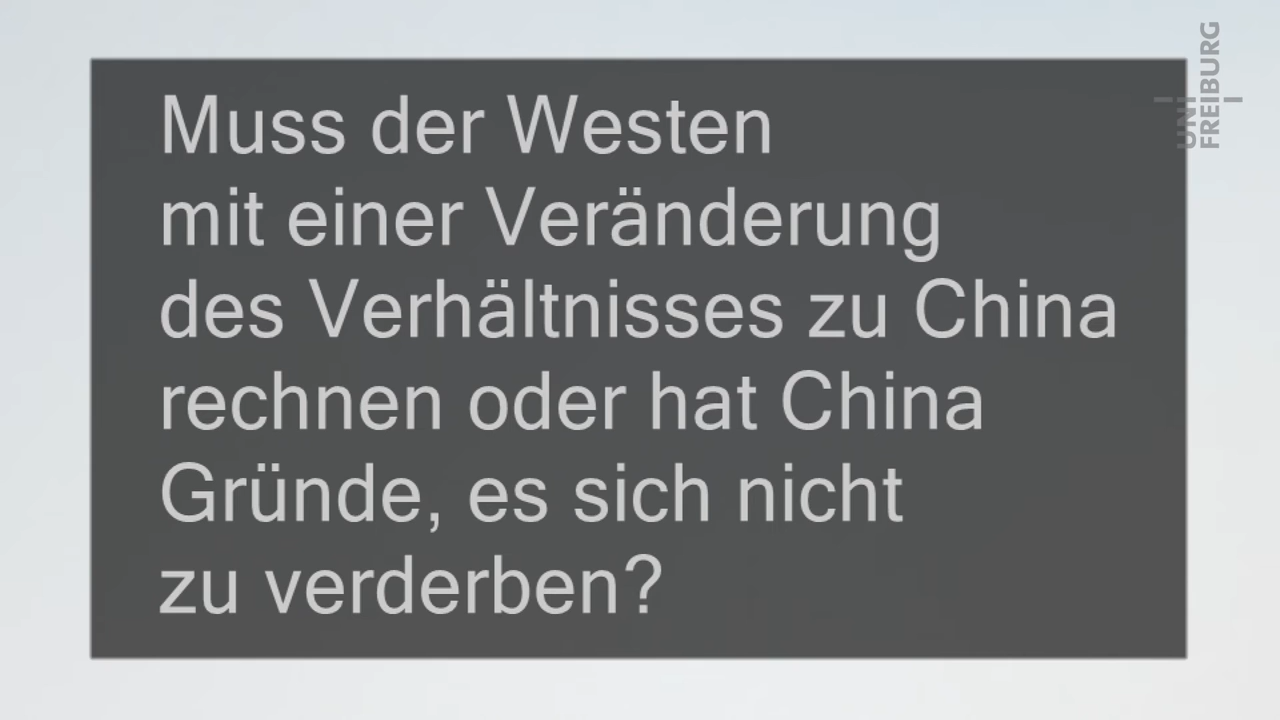 Muss der Westen
mit einer Veränderung
des Verhältnisses zu China
rechnen oder hat China
Gründe, es sich nicht
zu verderben?
UNI
FREIBURG